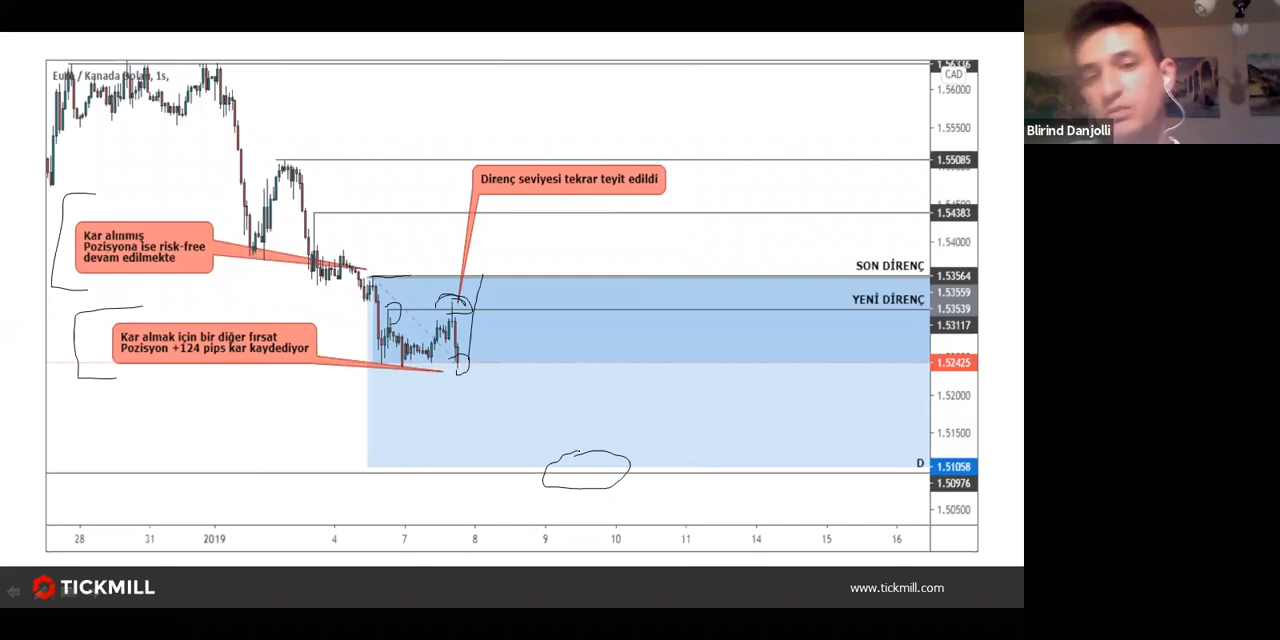 Euro / Kanada Doları, 1s,
CAD
1.56336
1.56000
1.55500
1.55085
1.54500
1.54383
1.54000
1.53564
1.53559
1.53539
1.53117
1.52425
1.52000
1.51500
1.51058
1.50976
1.50500
Direnç seviyesi tekrar teyit edildi
Kar alınmış
Pozisyona ise risk-free
devam edilmekte
SON DİRENÇ
YENİ DİRENÇ
Kar almak için bir diğer fırsat
Pozisyon +124 pips kar kaydediyor
D
28
31
2019
4
7
8
9
10
11
14
15
16
TICKMILL
www.tickmill.com
Blirind Danjolli